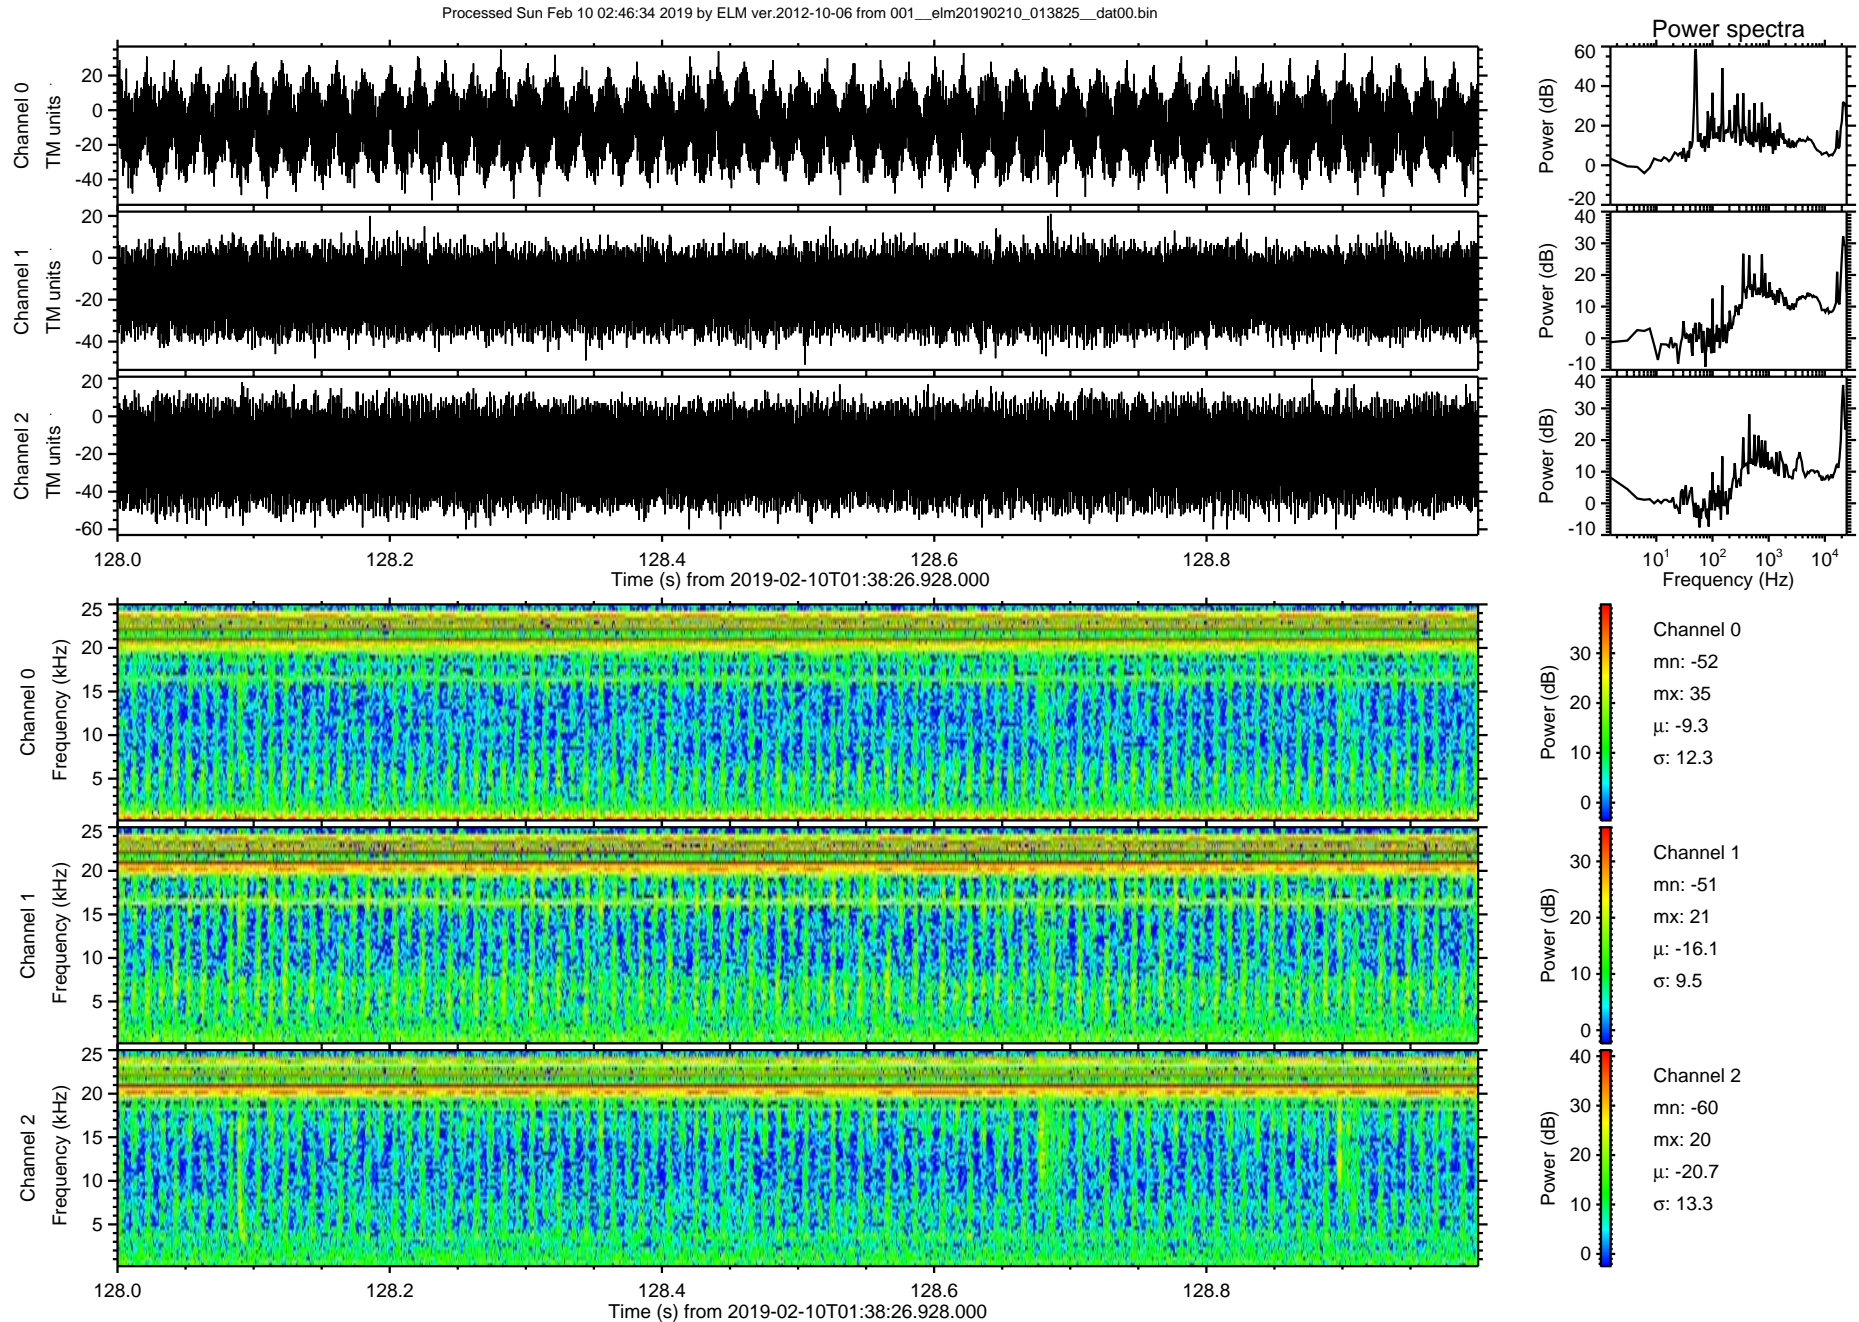 Processed Sun Feb 10 02:46:34 2019 by ELM ver.2012-10-06 from 001__elm20190210_013825__dat00.bin
Power spectra
Channel 0
TM units
20
0
-20
-40
Power (dB)
60
40
20
0
-20
Channel 1
TM units
20
0
-20
-40
Power (dB)
40
30
20
10
0
-10
Channel 2
TM units
20
0
-20
-40
-60
Power (dB)
40
30
20
10
0
-10
128.0
128.2
128.4
128.6
128.8
Time (s) from 2019-02-10T01:38:26.928.000
10¹
10²
10³
10⁴
Frequency (Hz)
Channel 0
Frequency (kHz)
25
20
15
10
5
Power (dB)
30
20
10
0
Channel 0
mn: -52
mx: 35
μ: -9.3
σ: 12.3
Channel 1
Frequency (kHz)
25
20
15
10
5
Power (dB)
30
20
10
0
Channel 1
mn: -51
mx: 21
μ: -16.1
σ: 9.5
Channel 2
Frequency (kHz)
25
20
15
10
5
Power (dB)
40
30
20
10
0
Channel 2
mn: -60
mx: 20
μ: -20.7
σ: 13.3
128.0
128.2
128.4
128.6
128.8
Time (s) from 2019-02-10T01:38:26.928.000